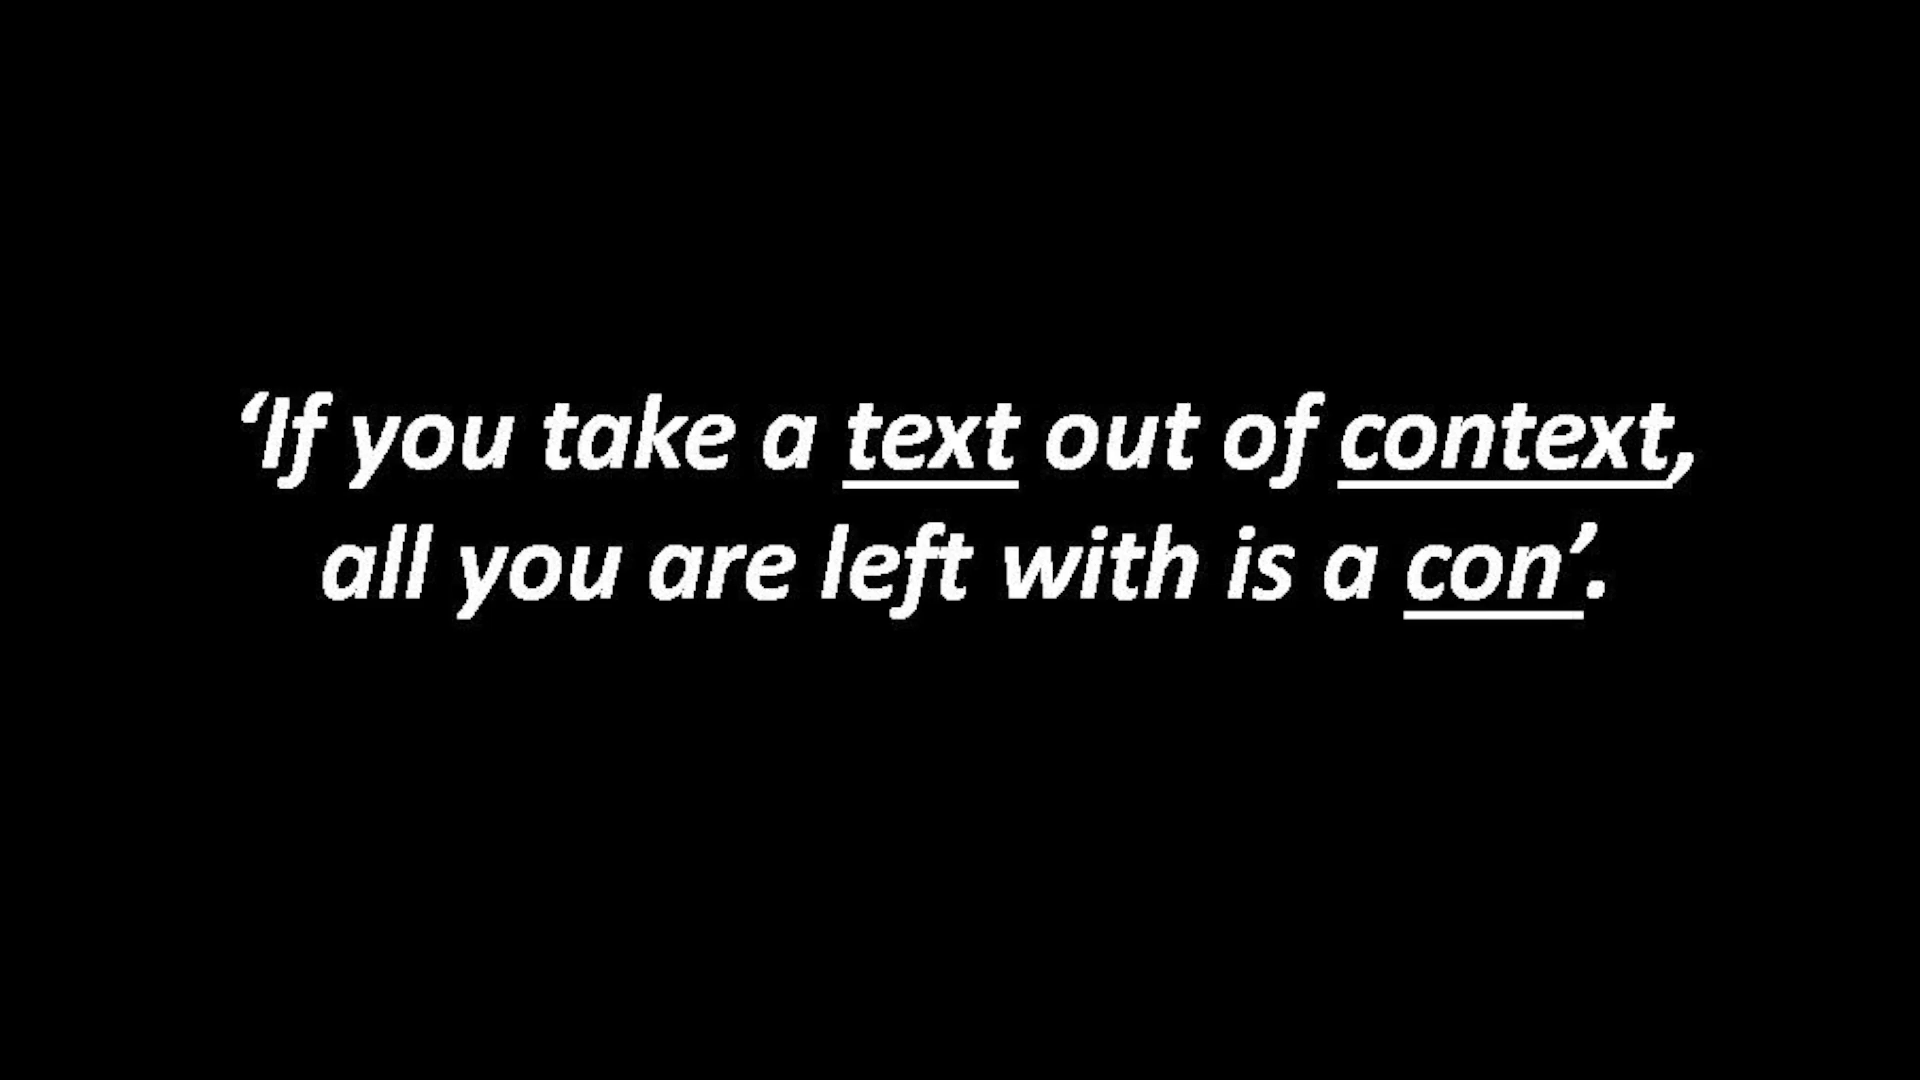 ‘If you take a text out of context,
all you are left with is a con’.